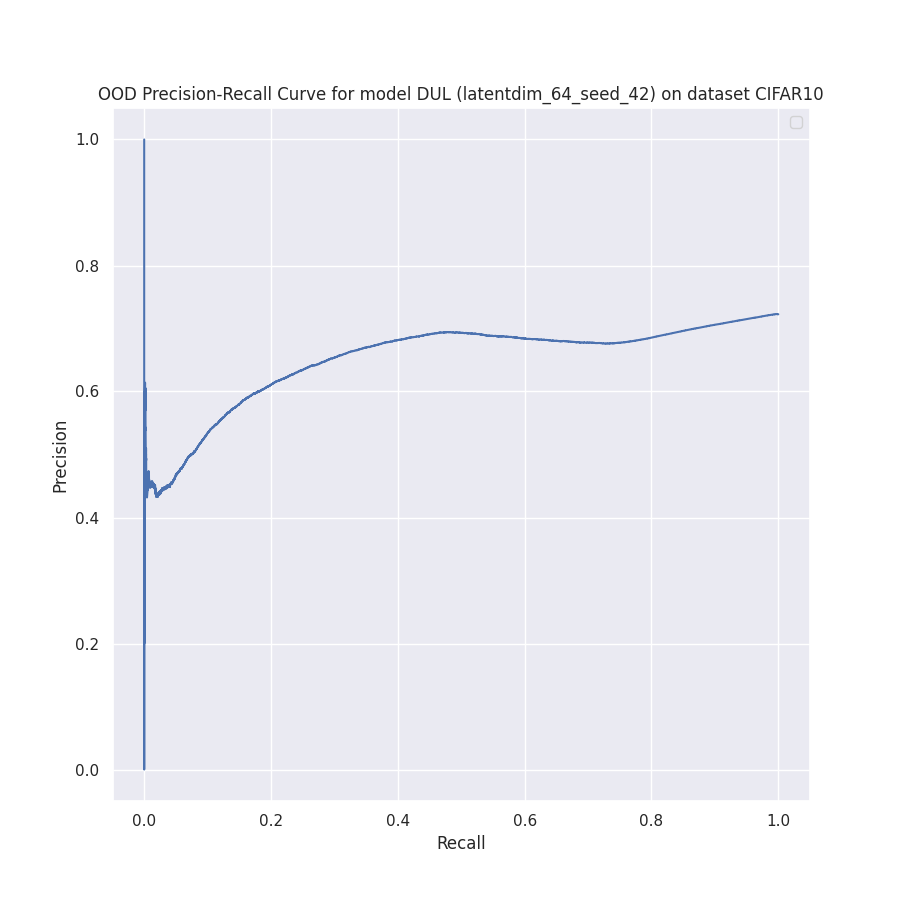 OOD Precision-Recall Curve for model DUL (latentdim_64_seed_42) on dataset CIFAR10
1.0
0.8
0.6
0.4
0.2
0.0
Precision
0.0 0.2 0.4 0.6 0.8 1.0
Recall